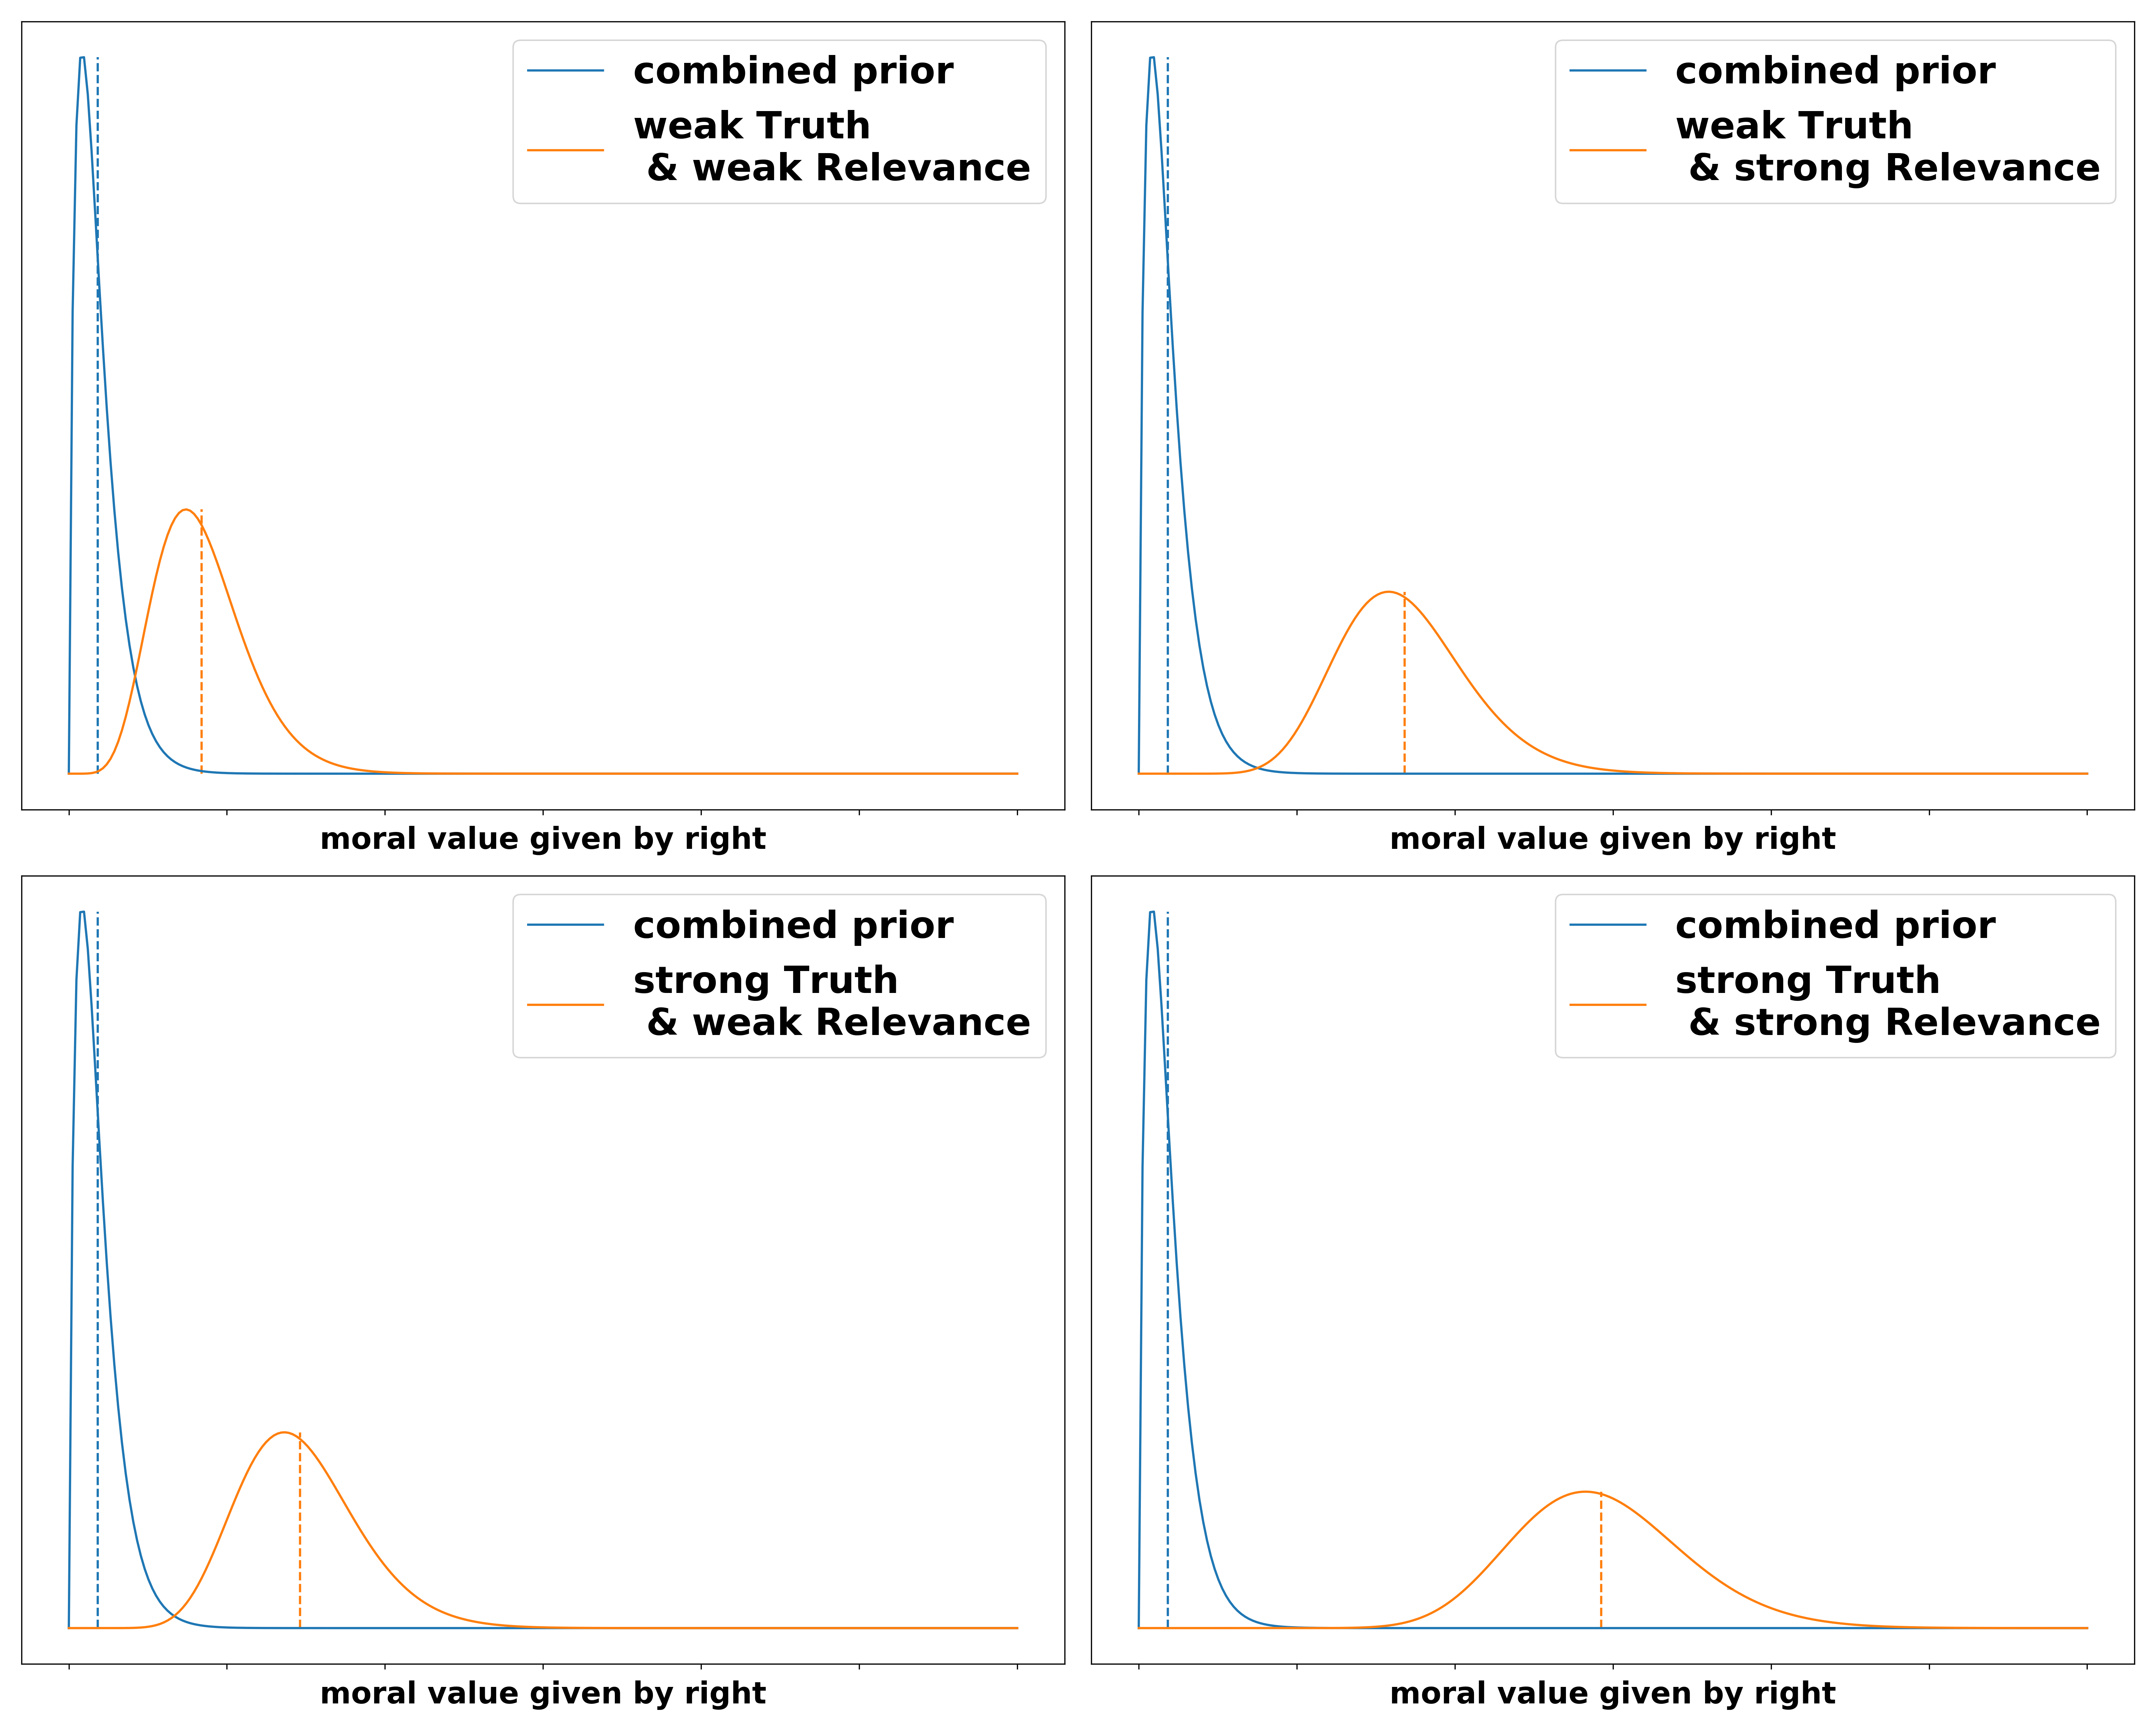 combined prior
weak Truth
& weak Relevance
moral value given by right
combined prior
weak Truth
& strong Relevance
moral value given by right
combined prior
strong Truth
& weak Relevance
moral value given by right
combined prior
strong Truth
& strong Relevance
moral value given by right